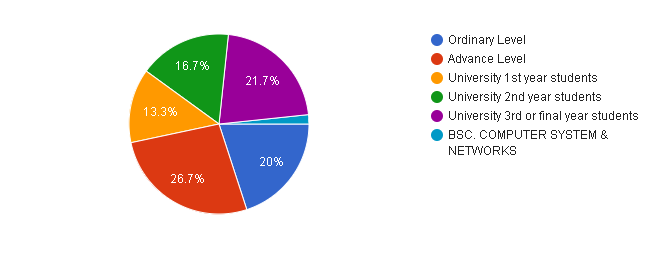 16.7%
21.7%
13.3%
20%
26.7%
Ordinary Level
Advance Level
University 1st year students
University 2nd year students
University 3rd or final year students
BSC. COMPUTER SYSTEM &
NETWORKS